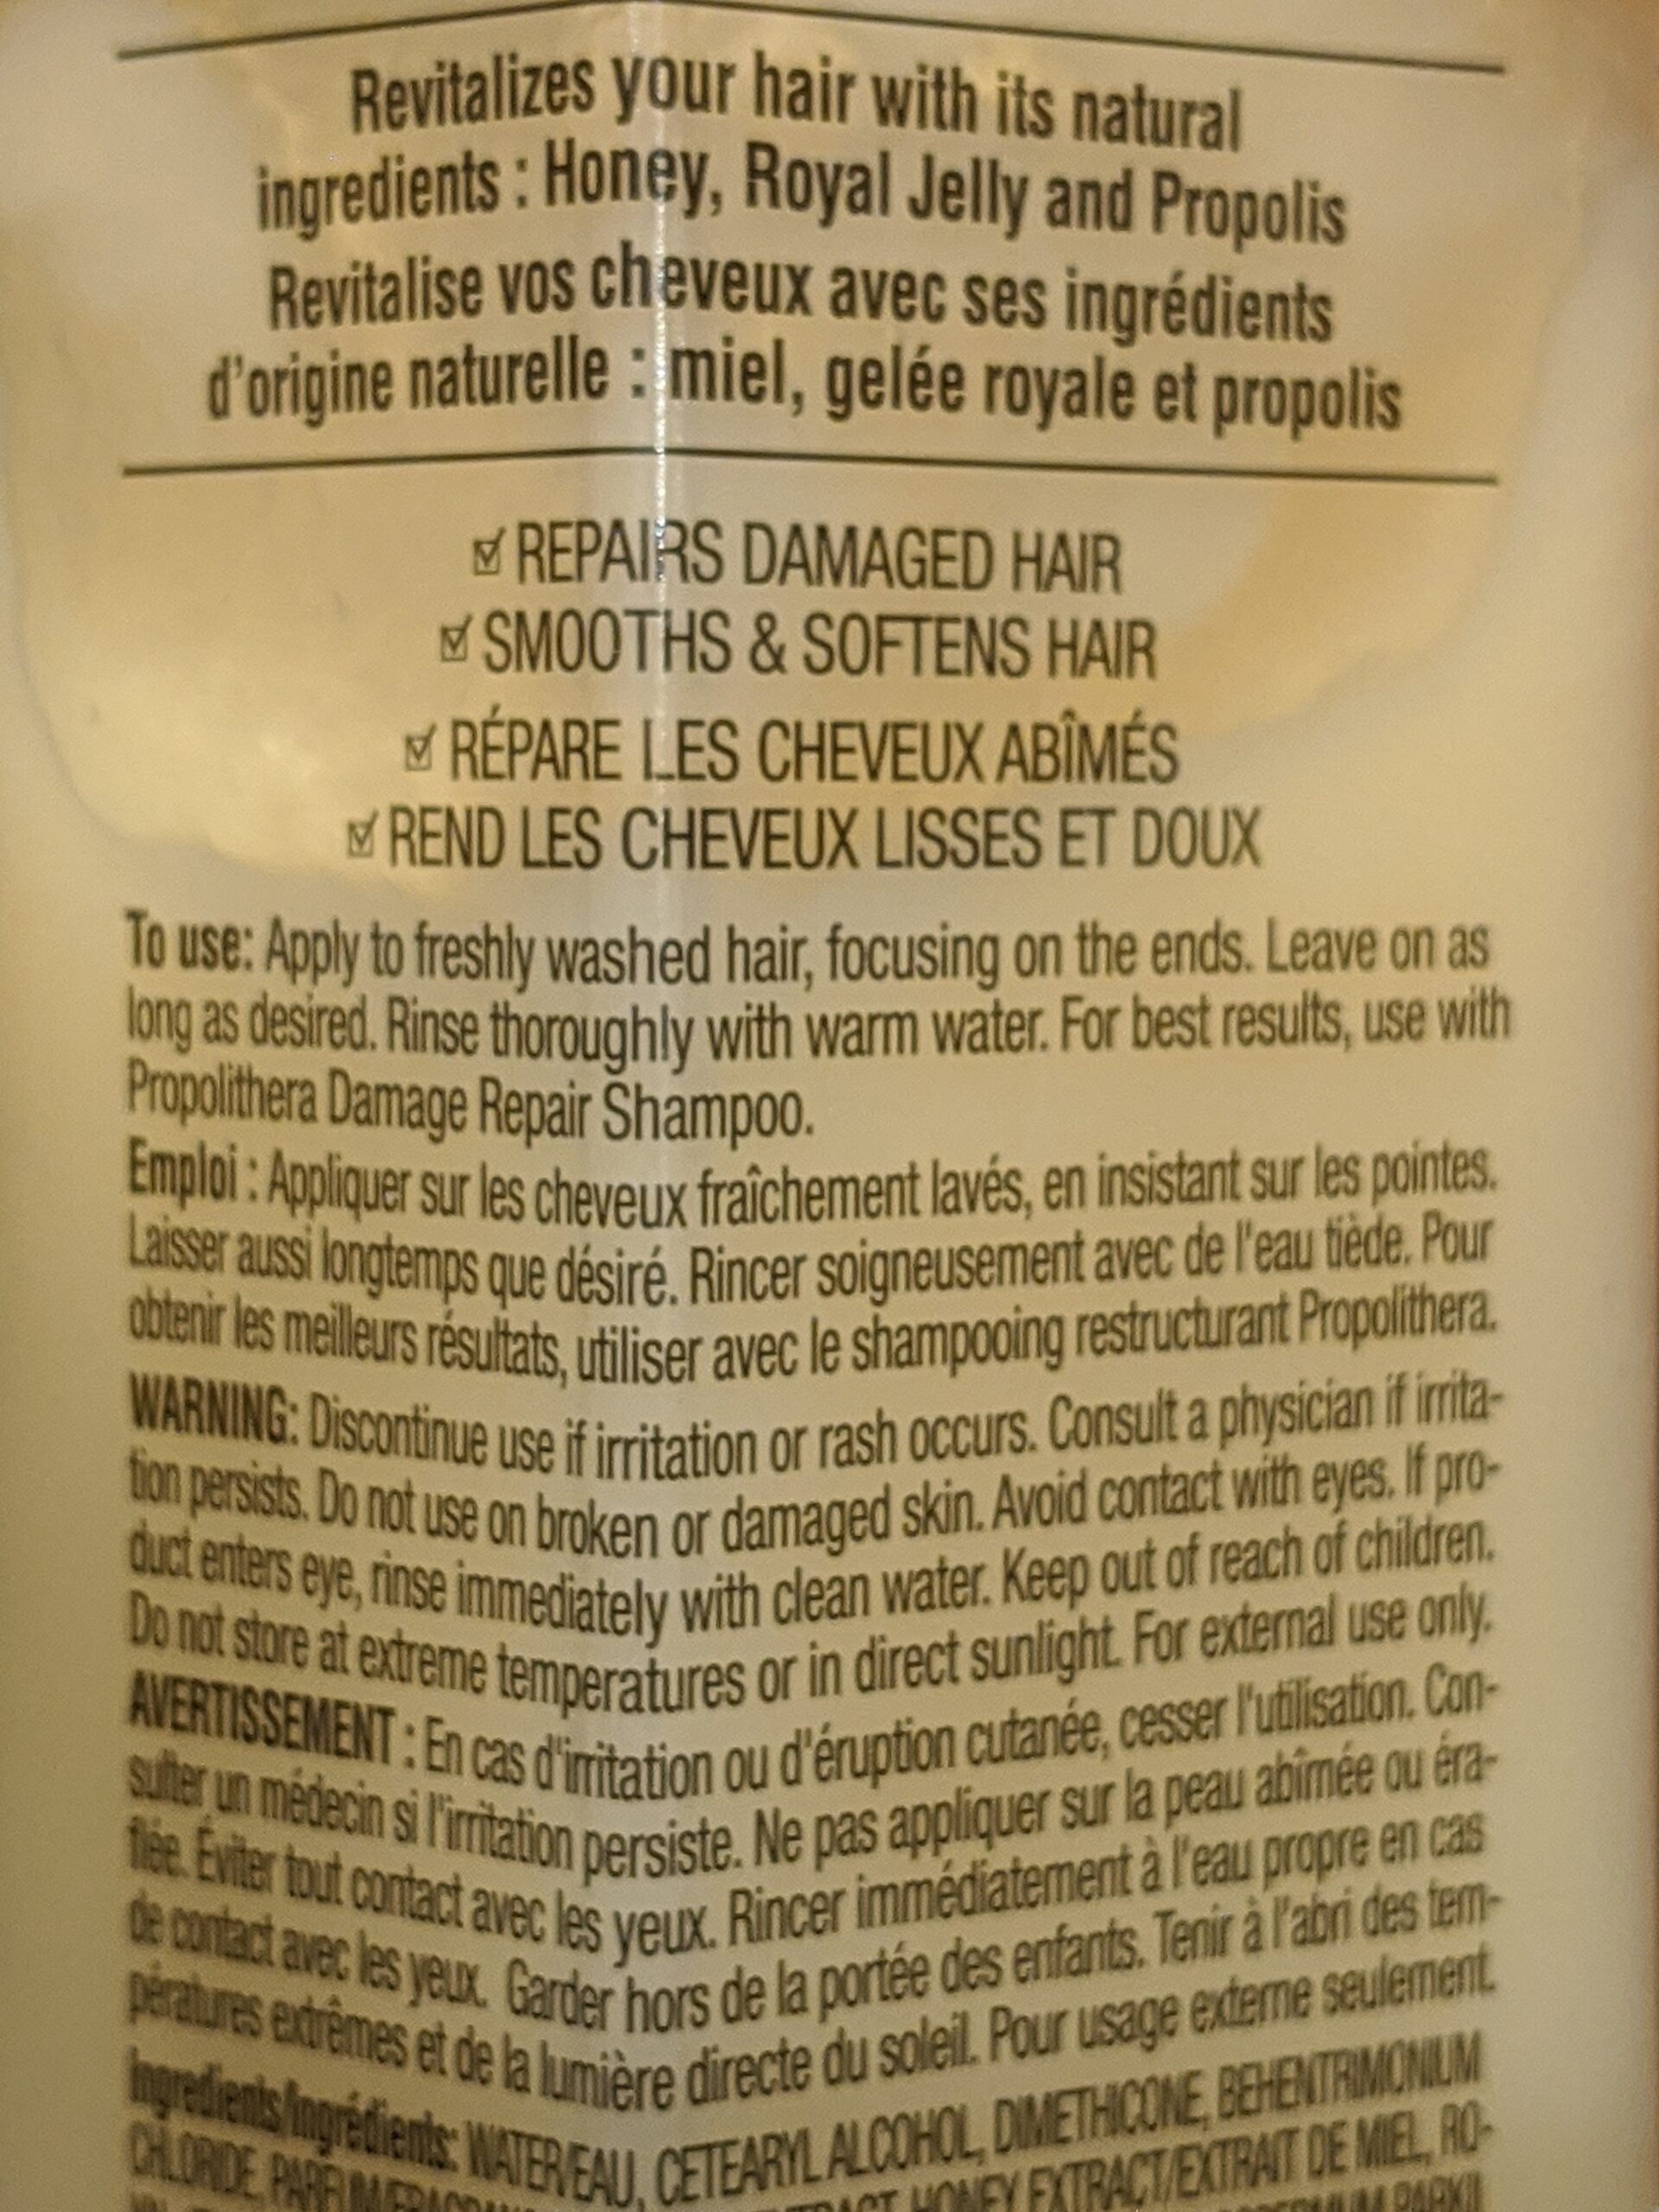 Revitalizes your hair with its natural
ingredients : Honey, Royal Jelly and Propolis
Revitalise vos cheveux avec ses ingrédients
d'origine naturelle : miel, gelée royale et propolis
☑ REPAIRS DAMAGED HAIR
☑ SMOOTHS & SOFTENS HAIR
☑ RÉPARE LES CHEVEUX ABÎMÉS
☑ REND LES CHEVEUX LISSES ET DOUX
To use: Apply to freshly washed hair, focusing on the ends. Leave on as
long as desired. Rinse thoroughly with warm water. For best results, use with
Propolithera Damage Repair Shampoo.
Emploi : Appliquer sur les cheveux fraîchement lavés, en insistant sur les pointes.
Laisser aussi longtemps que désiré. Rincer soigneusement avec de l'eau tiède. Pour
obtenir les meilleurs résultats, utiliser avec le shampooing restructurant Propolithera.
WARNING: Discontinue use if irritation or rash occurs. Consult a physician if irrita-
tion persists. Do not use on broken or damaged skin. Avoid contact with eyes. If pro-
duct enters eye, rinse immediately with clean water. Keep out of reach of children.
Do not store at extreme temperatures or in direct sunlight. For external use only.
AVERTISSEMENT : En cas d'irritation ou d'éruption cutanée, cesser l'utilisation. Con-
sulter un médecin si l'irritation persiste. Ne pas appliquer sur la peau abîmée ou éra-
flée. Éviter tout contact avec les yeux. Rincer immédiatement à l'eau propre en cas
de contact avec les yeux. Garder hors de la portée des enfants. Tenir à l'abri des tem-
pératures extrêmes et de la lumière directe du soleil. Pour usage externe seulement.
Ingredients/Ingrédients: WATER/EAU, CETEARYL ALCOHOL, DIMETHICONE, BEHENTRIMONIUM
CHLORIDE, PARFUM/ HONEY EXTRACT/EXTRAIT DE MIEL, RO-